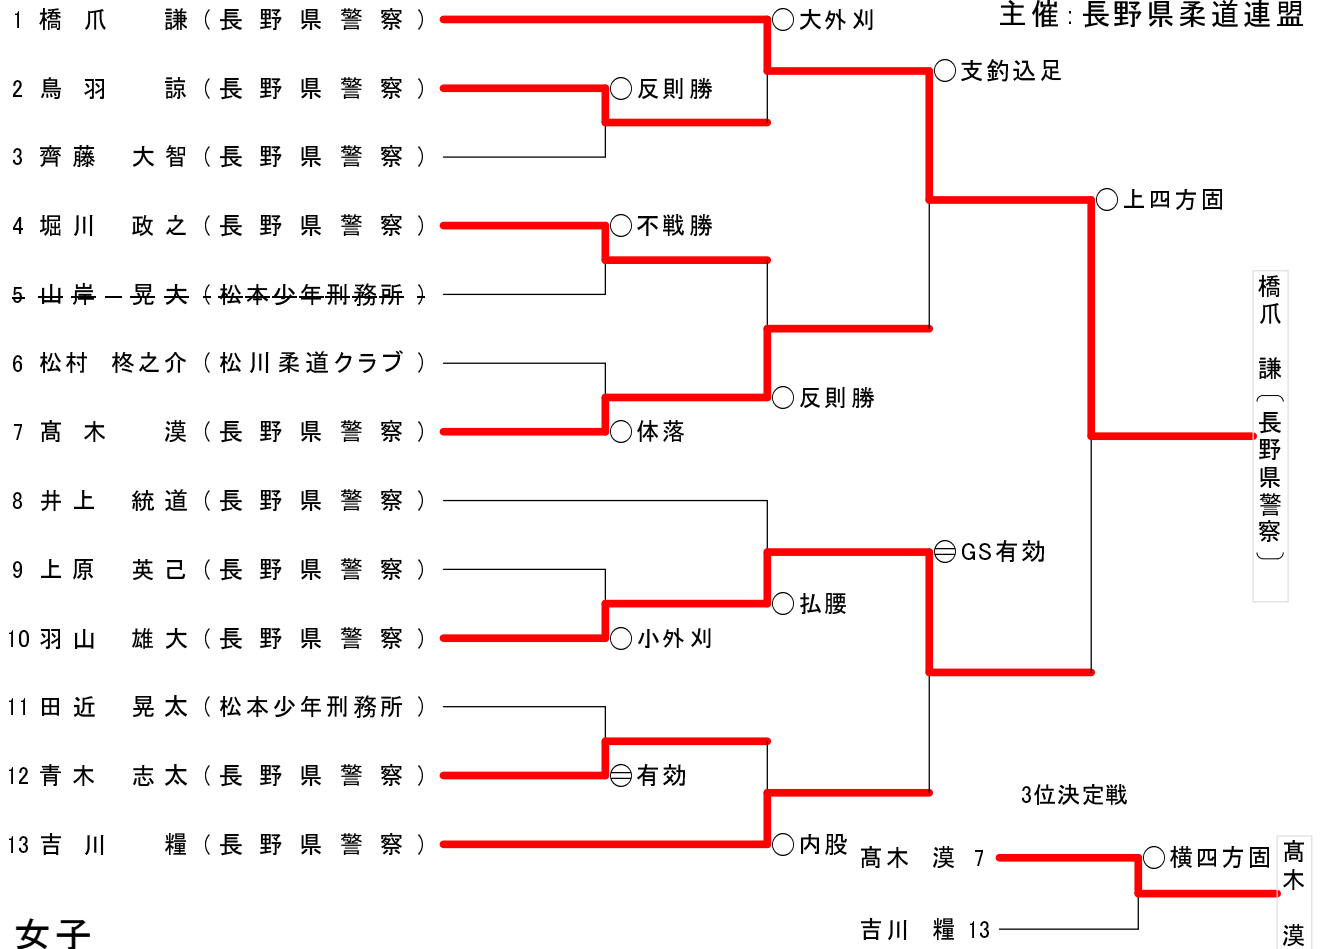 主催:長野県柔道連盟
1 橋爪 謙(長野県警察)
○大外刈
○支釣込足
2 鳥羽 諒(長野県警察)
○反則勝
3 齊藤 大智(長野県警察)
4 堀川 政之(長野県警察)
○不戦勝
○上四方固
5 山岸 晃大(松本少年刑務所)
6 松村 柊之介(松川柔道クラブ)
○反則勝
7 髙木 漠(長野県警察)
○体落
橋爪 謙(長野県警察)
8 井上 統道(長野県警察)
GS有効
9 上原 英己(長野県警察)
○払腰
10 羽山 雄大(長野県警察)
○小外刈
11 田近 晃太(松本少年刑務所)
12 青木 志太(長野県警察)
有効
3位決定戦
13 吉川 糧(長野県警察)
○内股
髙木 漠 7
○横四方固
髙木 漠
吉川 糧 13
女子